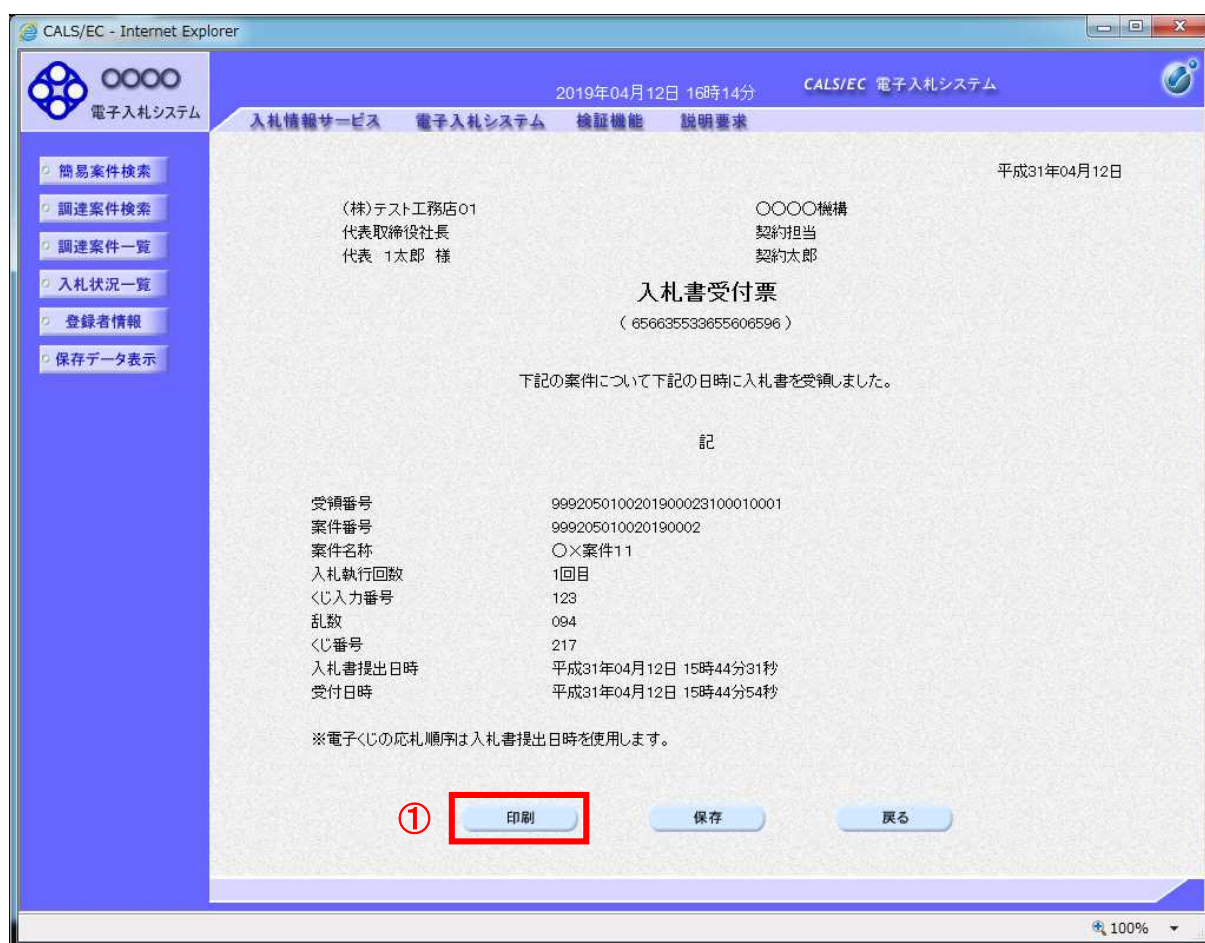 CALS/EC - Internet Explorer
〇〇〇〇
電子入札システム
2019年04月12日 16時14分
CALS/EC 電子入札システム
入札情報サービス 電子入札システム 検証機能 説明要求
簡易案件検索
調達案件検索
調達案件一覧
入札状況一覧
登録者情報
保存データ表示
平成31年04月12日
(株)テスト工務店01
代表取締役社長
代表 1太郎 様
〇〇〇〇機構
契約担当
契約太郎
入札書受付票
( 656635533655606596 )
下記の案件について下記の日時に入札書を受領しました。
記
受領番号 9992050100201900023100010001
案件番号 999205010020190002
案件名称 〇×案件11
入札執行回数 1回目
くじ入力番号 123
乱数 094
くじ番号 217
入札書提出日時 平成31年04月12日 15時44分31秒
受付日時 平成31年04月12日 15時44分54秒
※電子くじの応札順序は入札書提出日時を使用します。
① 印刷 保存 戻る
100%